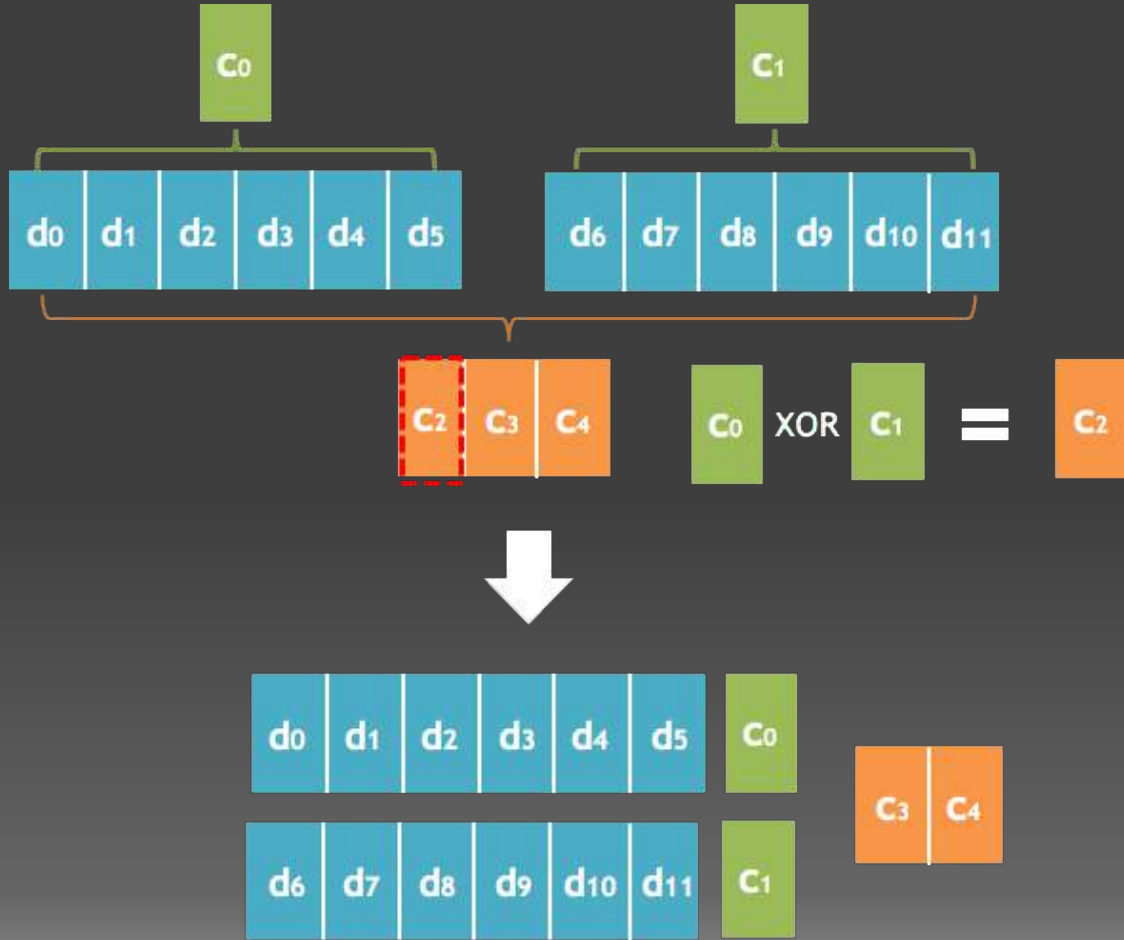 C0 C1
d0 d1 d2 d3 d4 d5 d6 d7 d8 d9 d10 d11
C2 C3 C4 C0 XOR C1 = C2
d0 d1 d2 d3 d4 d5 C0
C3 C4
d6 d7 d8 d9 d10 d11 C1